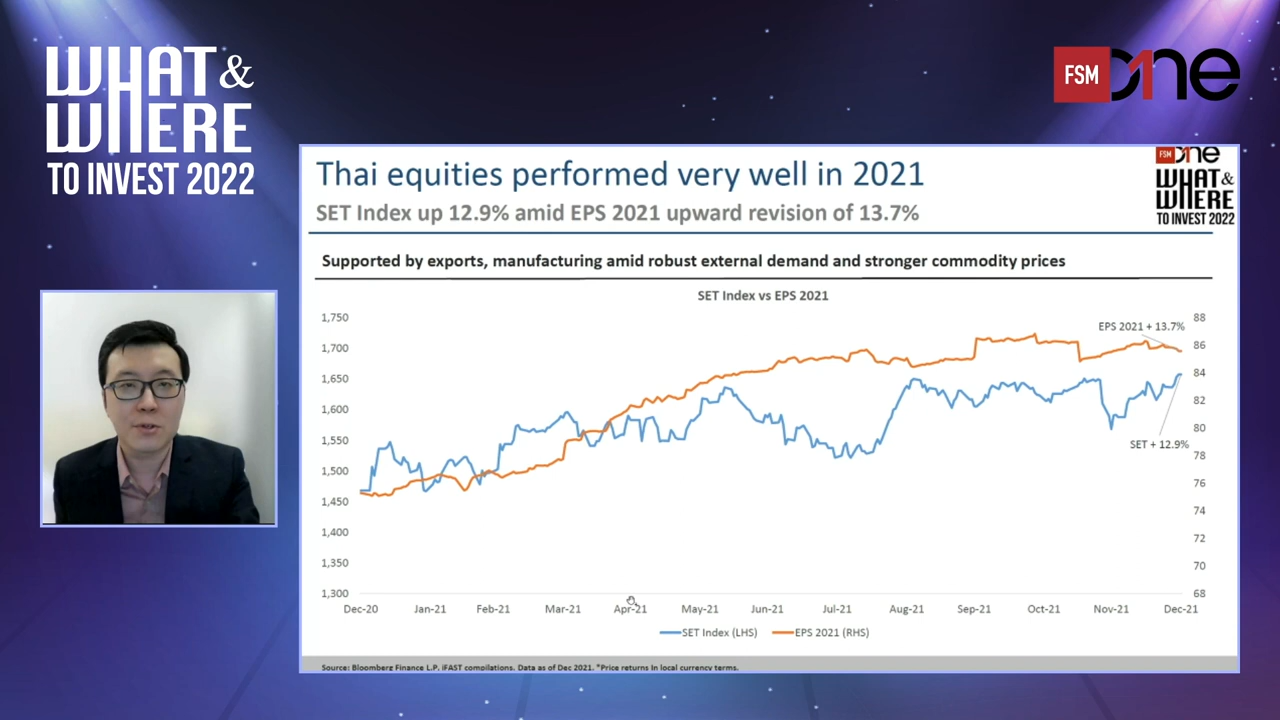 WHAT &
WHERE
TO INVEST 2022
FSM one
Thai equities performed very well in 2021
SET Index up 12.9% amid EPS 2021 upward revision of 13.7%
FSM one
WHAT &
WHERE
TO INVEST 2022
Supported by exports, manufacturing amid robust external demand and stronger commodity prices
SET Index vs EPS 2021
1,750
1,700
1,650
1,600
1,550
1,500
1,450
1,400
1,350
1,300
88
86
84
82
80
78
76
74
72
70
68
EPS 2021 + 13.7%
SET + 12.9%
Dec-20 Jan-21 Feb-21 Mar-21 Apr-21 May-21 Jun-21 Jul-21 Aug-21 Sep-21 Oct-21 Nov-21 Dec-21
SET Index (LHS) EPS 2021 (RHS)
Source: Bloomberg Finance L.P, iFAST compilations. Data as of Dec 2021. *Price returns in local currency terms.